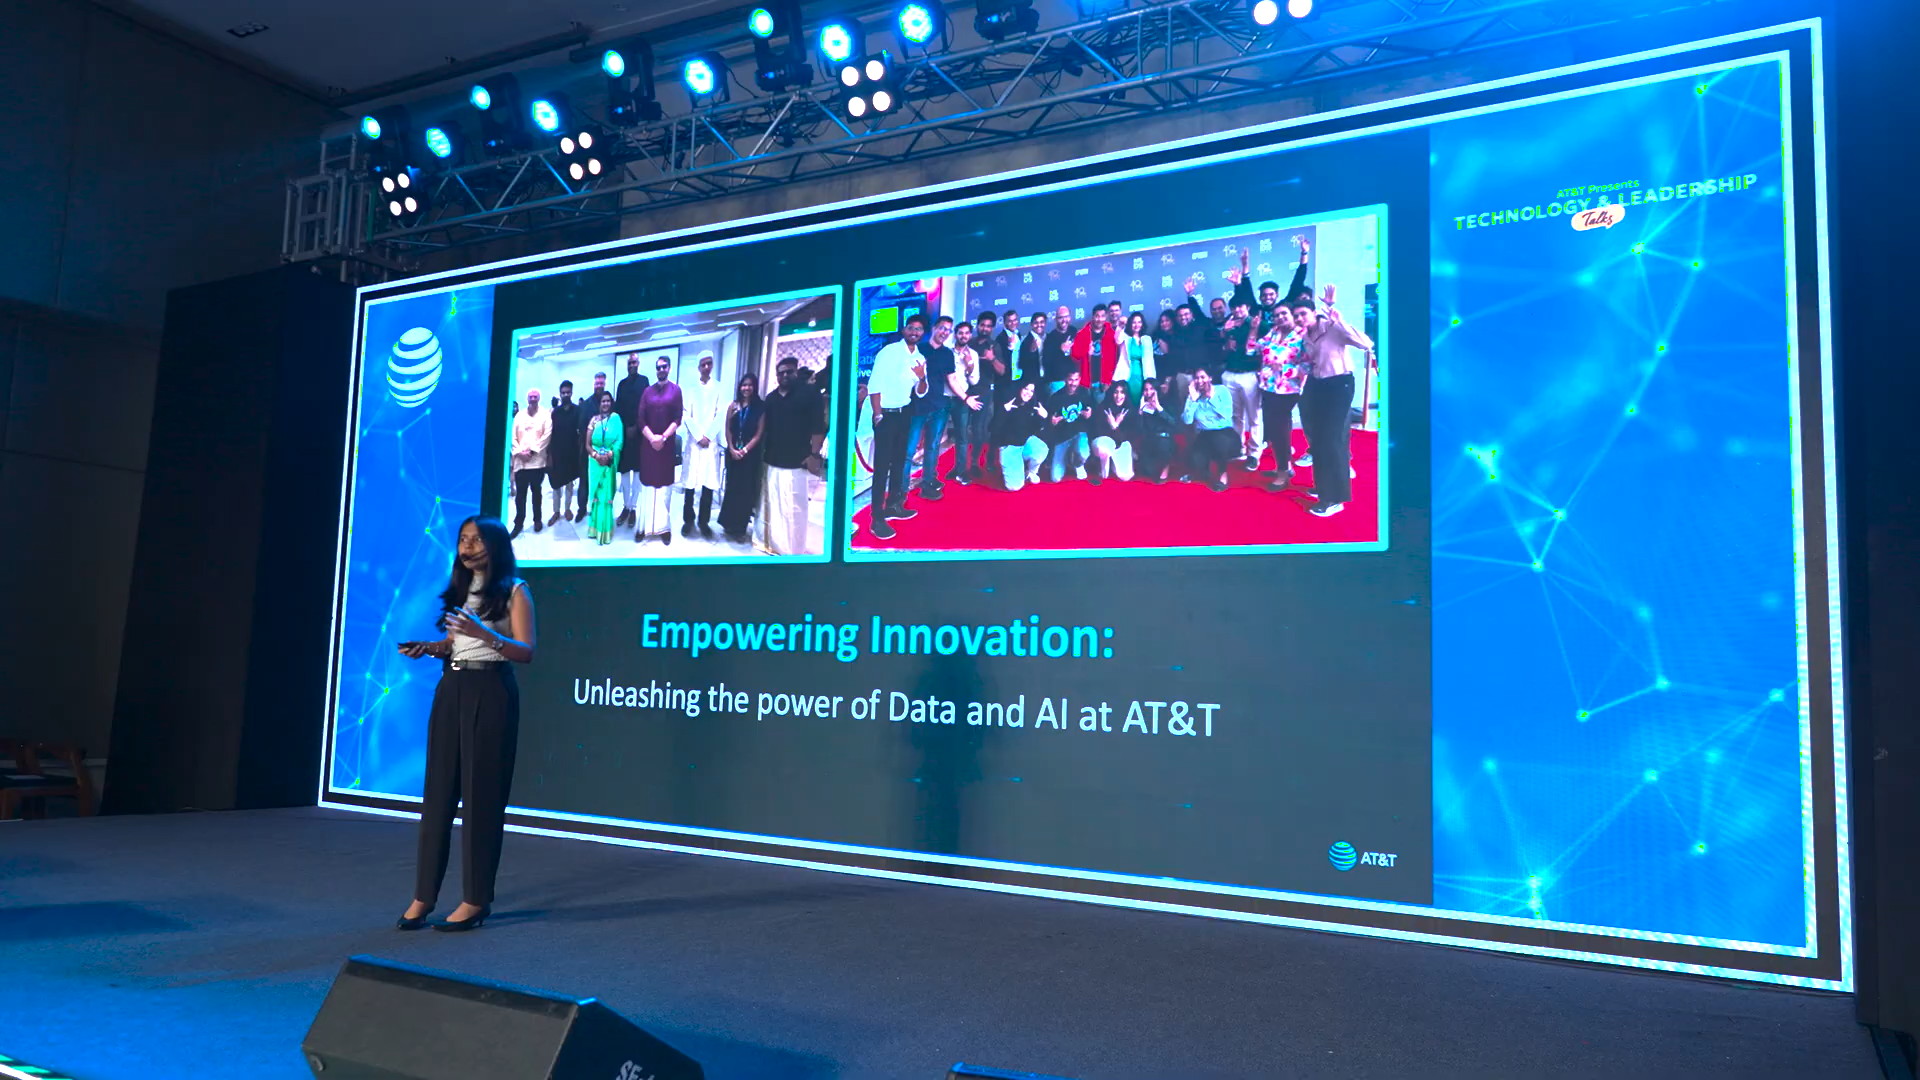 AT&T Presents
TECHNOLOGY & LEADERSHIP
Talks
Empowering Innovation:
Unleashing the power of Data and AI at AT&T
AT&T